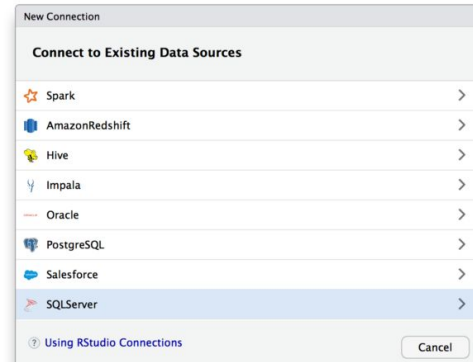 New Connection
Connect to Existing Data Sources
Spark
AmazonRedshift
Hive
Impala
Oracle
PostgreSQL
Salesforce
SQLServer
? Using RStudio Connections
Cancel